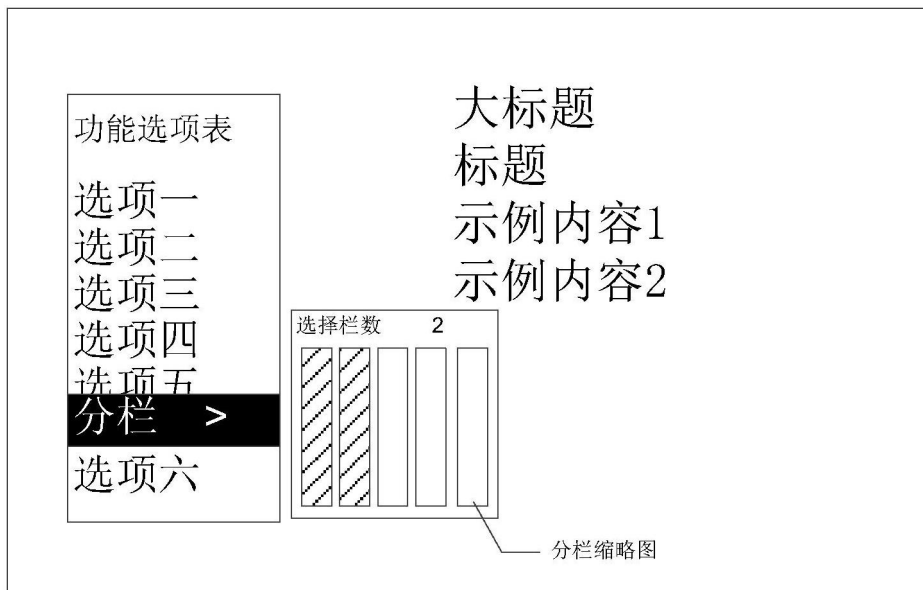 功能选项表
选项一
选项二
选项三
选项四
选项五
分栏 >
选项六
大标题
标题
示例内容1
示例内容2
选择栏数 2
分栏缩略图